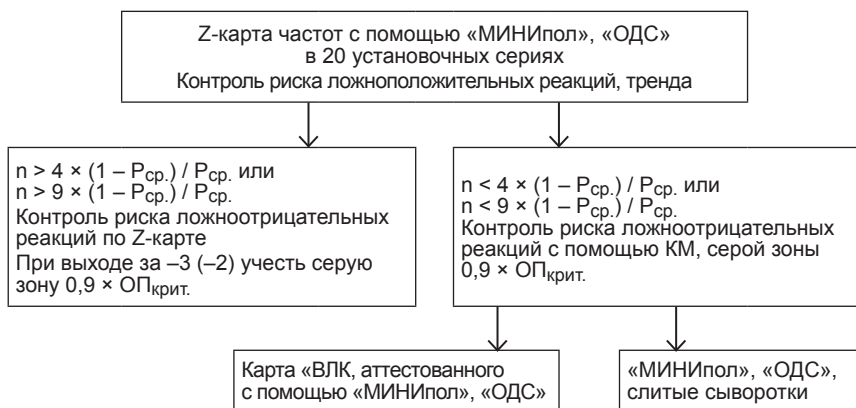 Z-карта частот с помощью «МИНИпол», «ОДС»
в 20 установочных сериях
Контроль риска ложноположительных реакций, тренда
n > 4 × (1 – Pср.) / Pср. или
n > 9 × (1 – Pср.) / Pср.
Контроль риска ложноотрицательных
реакций по Z-карте
При выходе за –3 (–2) учесть серую
зону 0,9 × ОПкрит.
n < 4 × (1 – Pср.) / Pср. или
n < 9 × (1 – Pср.) / Pср.
Контроль риска ложноотрицательных
реакций с помощью КМ, серой зоны
0,9 × ОПкрит.
Карта «ВЛК, аттестованного
с помощью «МИНИпол», «ОДС»
«МИНИпол», «ОДС»,
слитые сыворотки